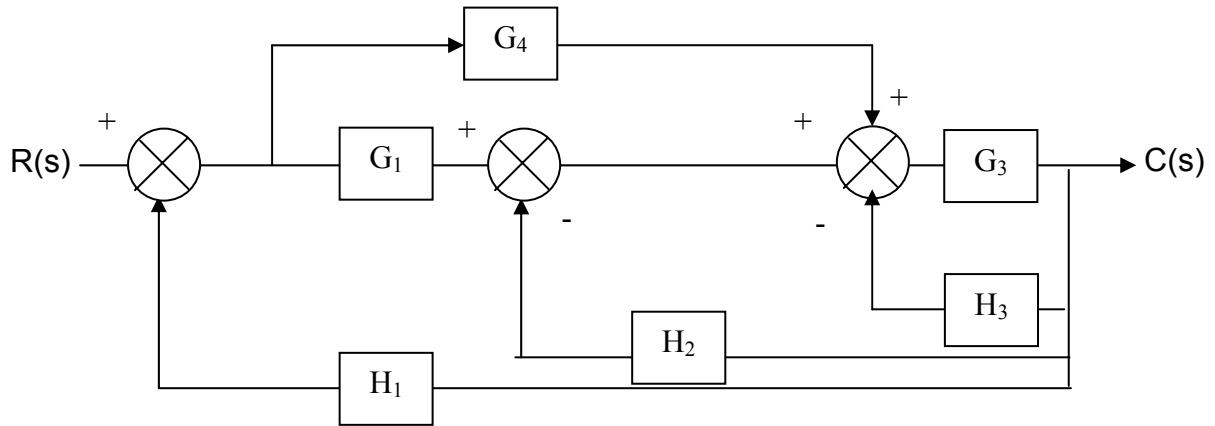 G₄
+ + + +
R(s) G₁ G₃ C(s)
- -
H₃
H₂
H₁